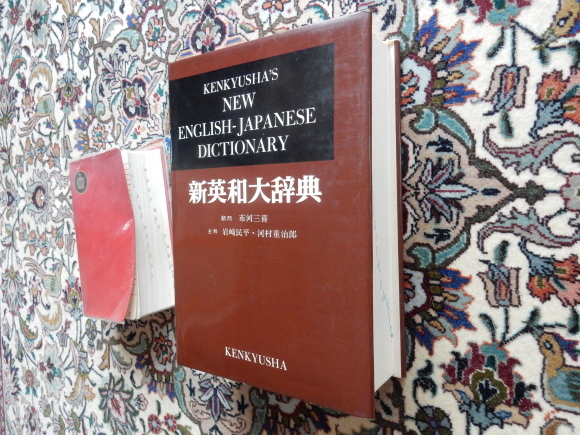 KENKYUSHA'S
NEW
ENGLISH-JAPANESE
DICTIONARY
新英和大辞典
顧問 市河三喜
主幹 岩崎民平・河村重治郎
KENKYUSHA